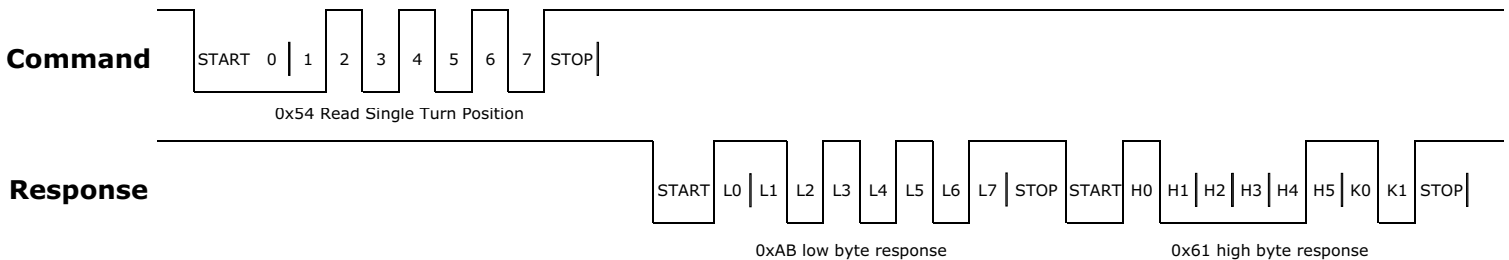 Command
START 0 1 2 3 4 5 6 7 STOP
0x54 Read Single Turn Position
Response
START L0 L1 L2 L3 L4 L5 L6 L7 STOP START H0 H1 H2 H3 H4 H5 K0 K1 STOP
0xAB low byte response 0x61 high byte response